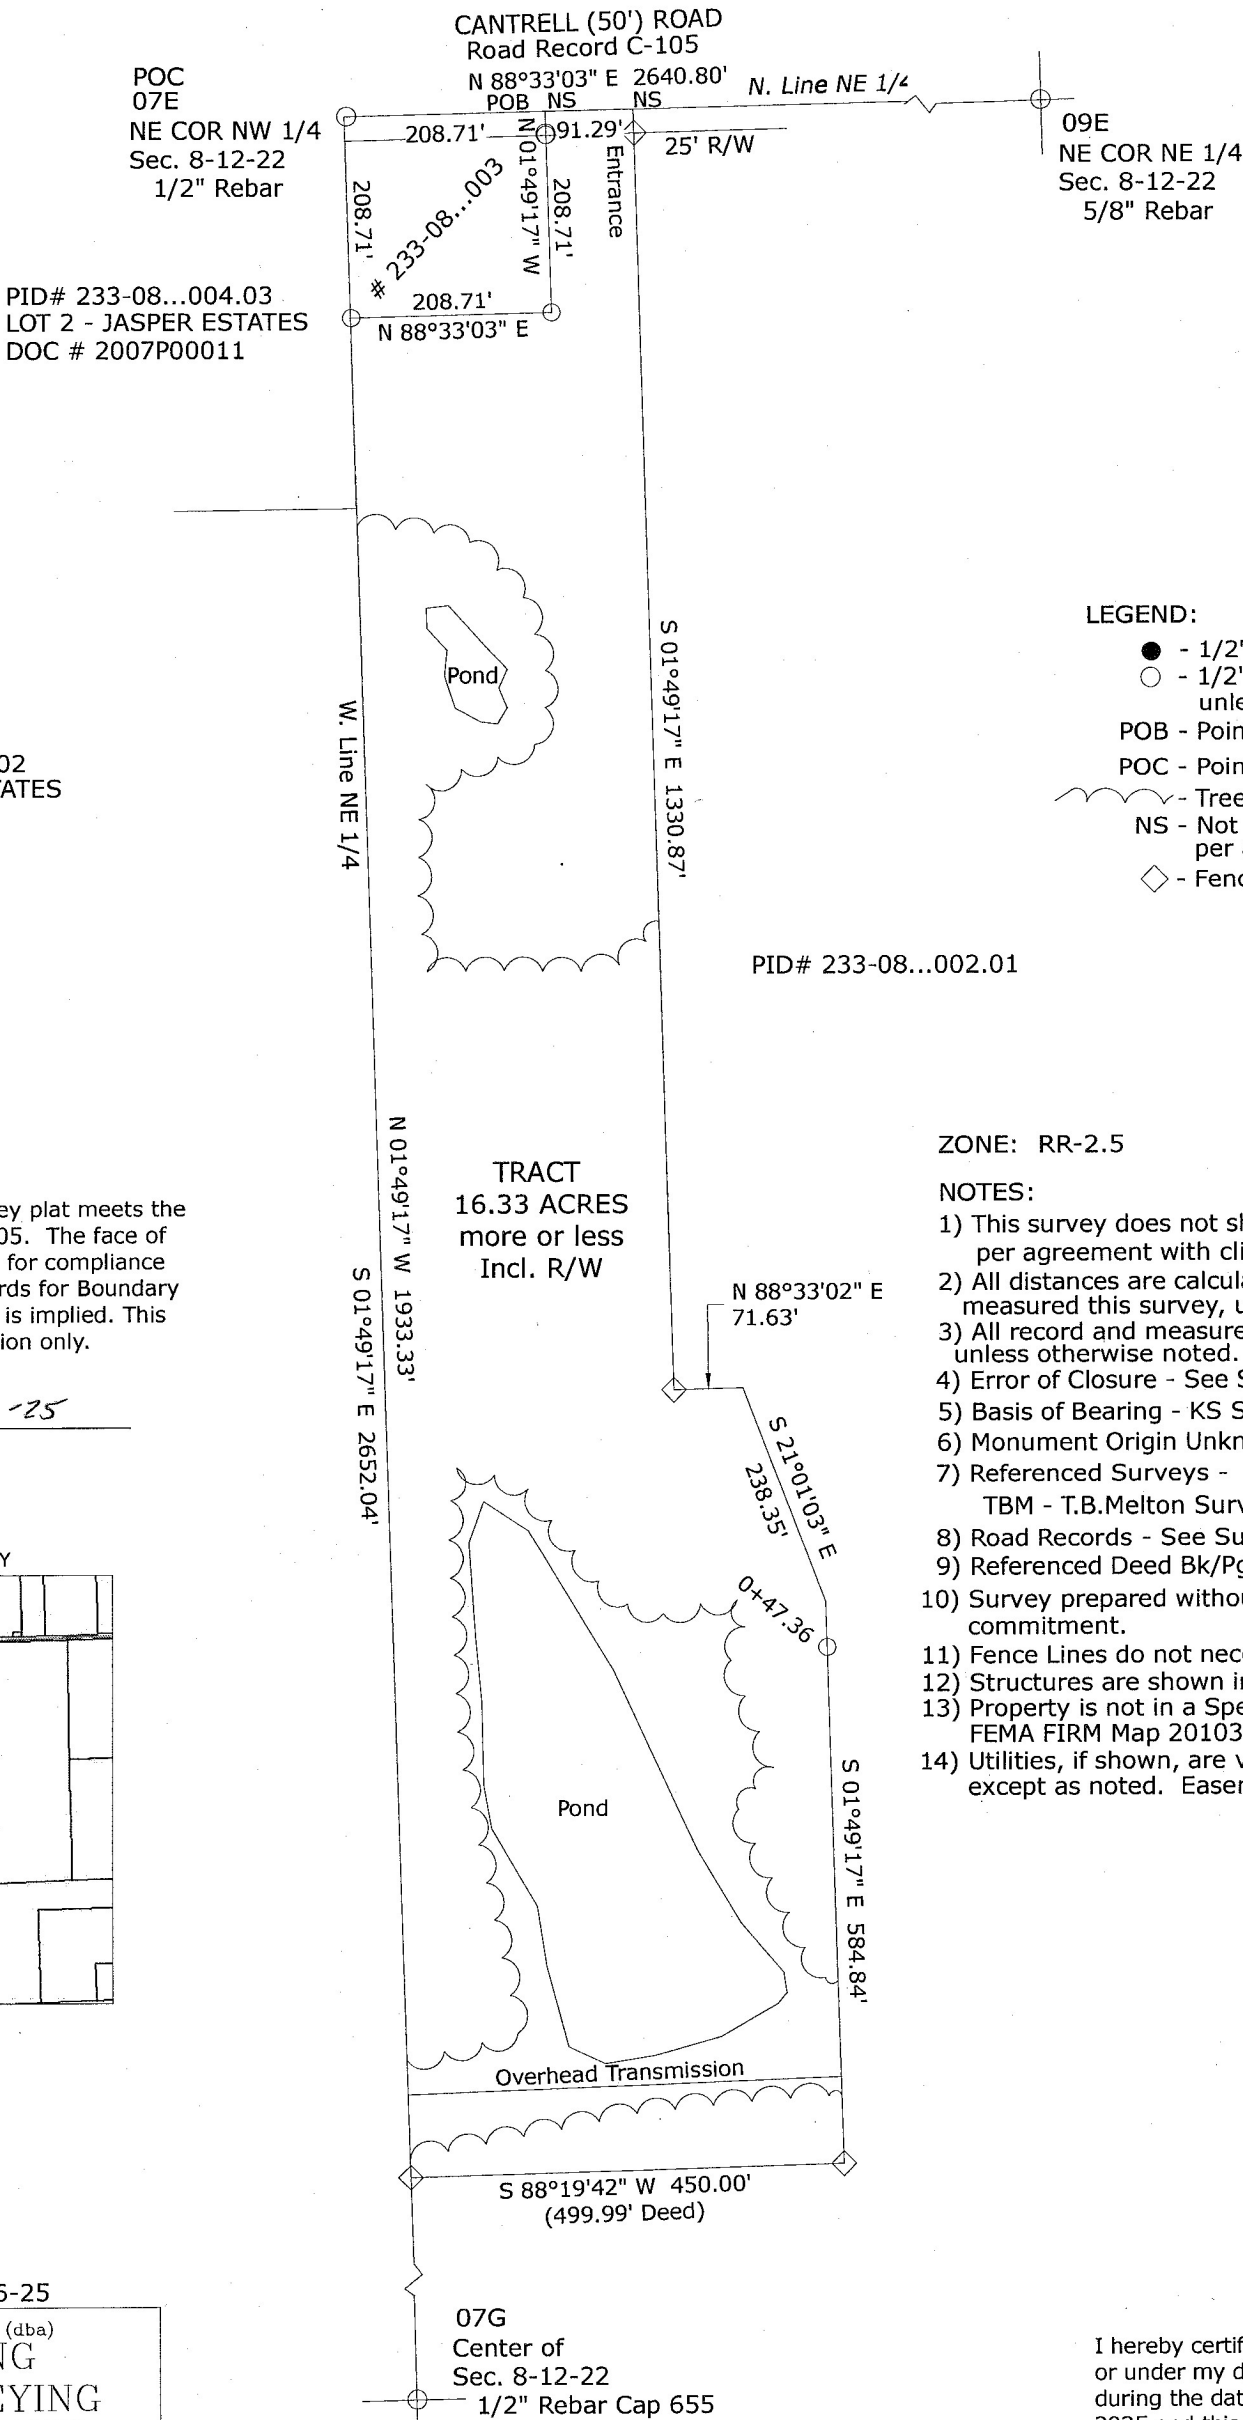 CANTRELL (50') ROAD
Road Record C-105
N 88°33'03" E 2640.80'
N. Line NE 1/4
POB NS NS
POC
07E
NE COR NW 1/4
Sec. 8-12-22
1/2" Rebar
208.71'
91.29'
25' R/W
09E
NE COR NE 1/4
Sec. 8-12-22
5/8" Rebar
208.71'
# 233-08...003
N 01°49'17" W
208.71'
Entrance
208.71'
N 88°33'03" E
PID# 233-08...004.03
LOT 2 - JASPER ESTATES
DOC # 2007P00011
Pond
S 01°49'17" E 1330.87'
W. Line NE 1/4
02
ATES
LEGEND:
- 1/2"
- 1/2"
POB - Poin
POC - Poin
- Tree
NS - Not
per
- Fenc
PID# 233-08...002.01
N 01°49'17" W 1933.33'
S 01°49'17" E 2652.04'
TRACT
16.33 ACRES
more or less
Incl. R/W
N 88°33'02" E
71.63'
ey plat meets the
05. The face of
for compliance
rds for Boundary
is implied. This
ion only.
-25
ZONE: RR-2.5
NOTES:
1) This survey does not s
per agreement with cli
2) All distances are calcul
measured this survey, u
3) All record and measure
unless otherwise noted.
4) Error of Closure - See S
5) Basis of Bearing - KS S
6) Monument Origin Unkn
7) Referenced Surveys -
TBM - T.B.Melton Surv
8) Road Records - See Su
9) Referenced Deed Bk/Pg
10) Survey prepared witho
commitment.
11) Fence Lines do not nec
12) Structures are shown i
13) Property is not in a Spe
FEMA FIRM Map 20103
14) Utilities, if shown, are v
except as noted. Easer
S 21°01'03" E
238.35'
0+47.36
Y
Pond
S 01°49'17" E 584.84'
Overhead Transmission
S 88°19'42" W 450.00'
(499.99' Deed)
6-25
(dba)
NG
EYING
07G
Center of
Sec. 8-12-22
1/2" Rebar Cap 655
I hereby certif
or under my d
during the dat